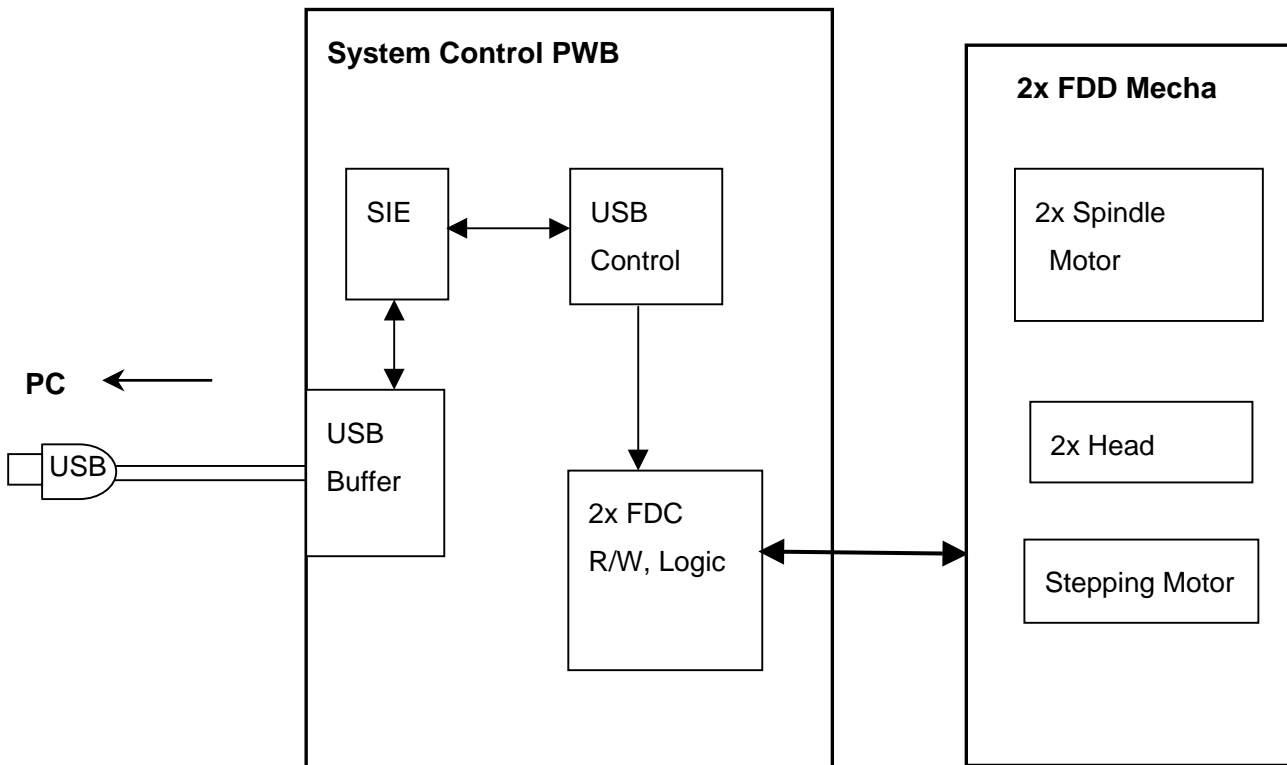 System Control PWB
SIE
USB
Control
PC
USB
USB
Buffer
2x FDC
R/W, Logic
2x FDD Mecha
2x Spindle
Motor
2x Head
Stepping Motor